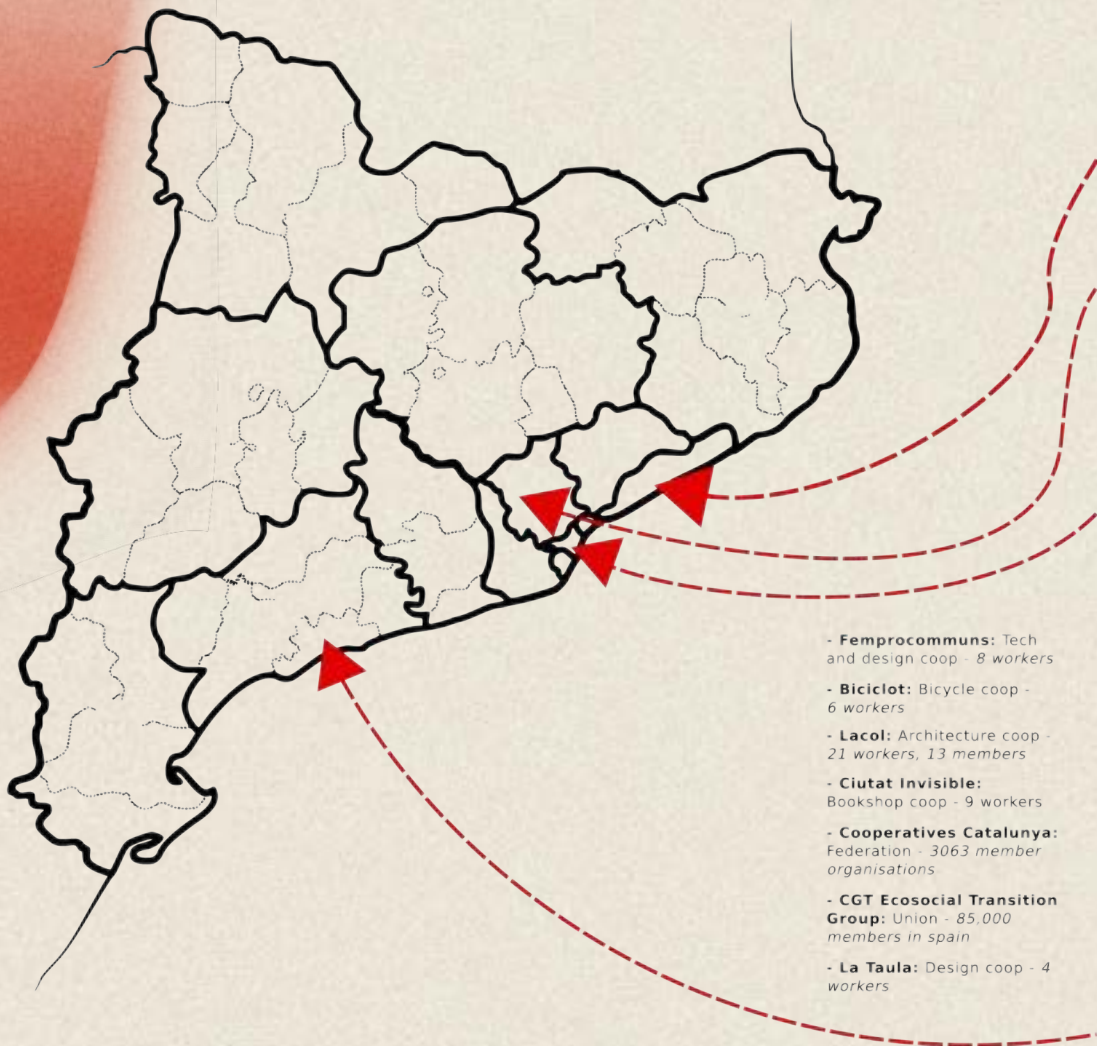 - Femprocommuns: Tech
and design coop - 8 workers
- Biciclot: Bicycle coop -
6 workers
- Lacol: Architecture coop -
21 workers, 13 members
- Ciutat Invisible:
Bookshop coop - 9 workers
- Cooperatives Catalunya:
Federation - 3063 member
organisations
- CGT Ecosocial Transition
Group: Union - 85,000
members in spain
- La Taula: Design coop - 4
workers